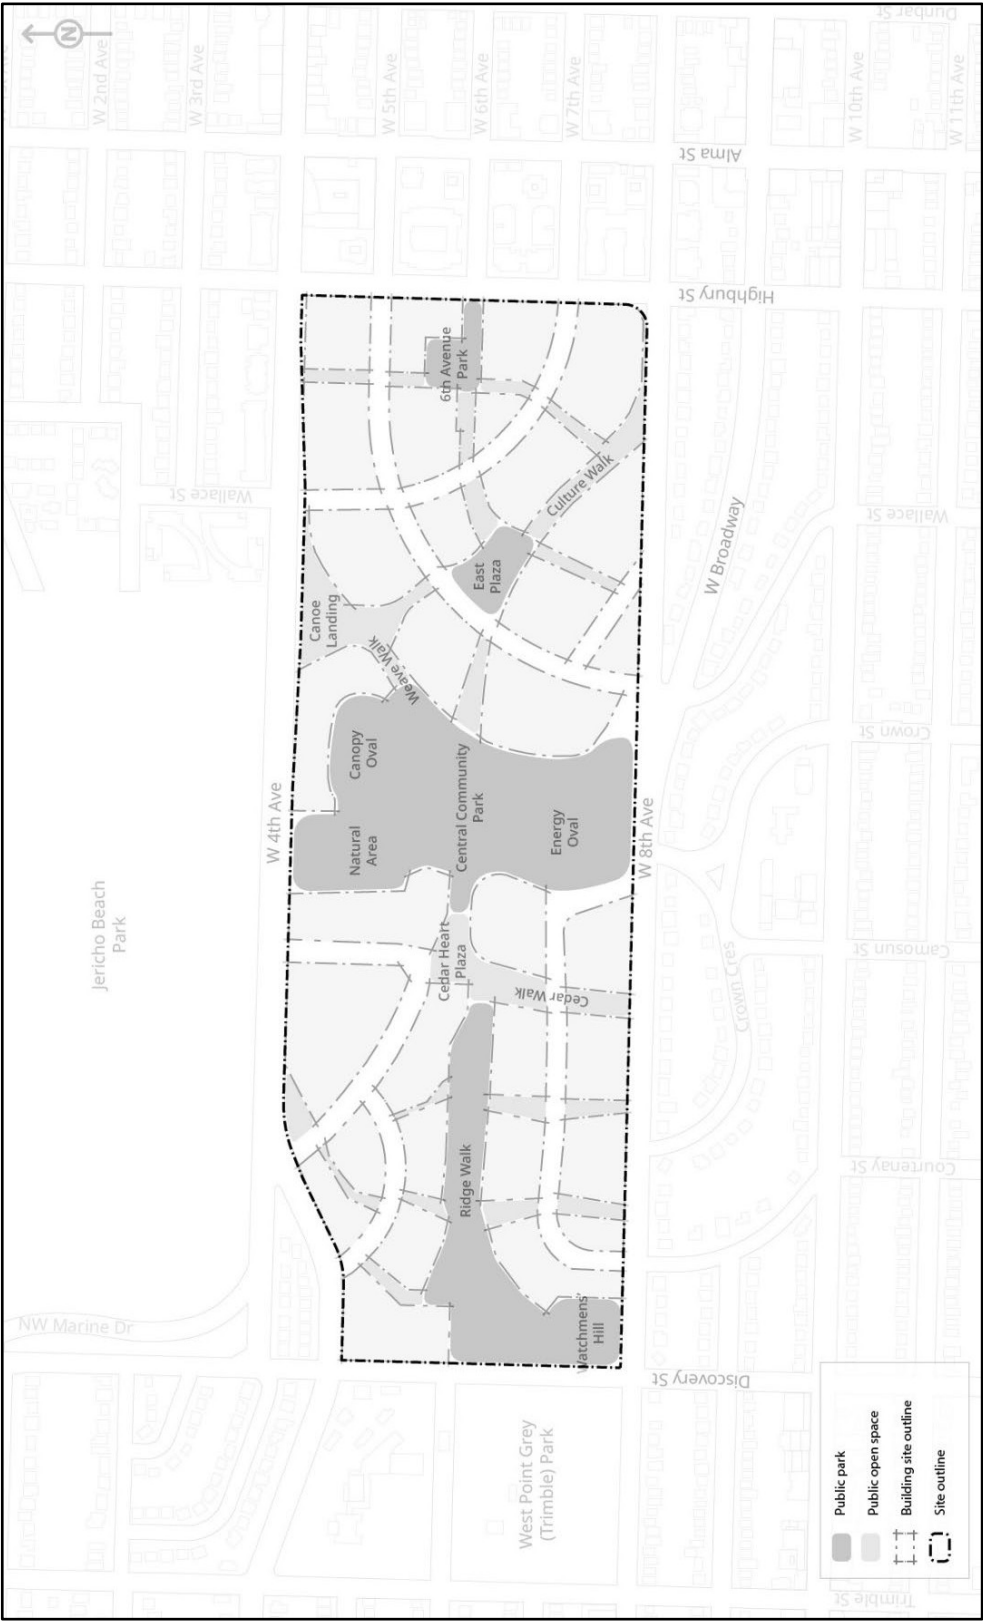 N
Dunbar St
W 2nd Ave
W 3rd Ave
W 5th Ave
W 6th Ave
W 7th Ave
W 10th Ave
W 11th Ave
Alma St
Highbury St
6th Avenue
Park
Culture Walk
Wallace St
Wallace St
W Broadway
East
Plaza
Canoe
Landing
Weave Walk
Canopy
Oval
Crown St
W 4th Ave
Natural
Area
Central Community
Park
Energy
Oval
W 8th Ave
Jericho Beach
Park
Cedar Heart
Plaza
Cedar Walk
Crown Cres
Camosun St
Ridge Walk
Courtenay St
NW Marine Dr
Watchmens'
Hill
Discovery St
West Point Grey
(Trimble) Park
Trimble St
Public park
Public open space
Building site outline
Site outline